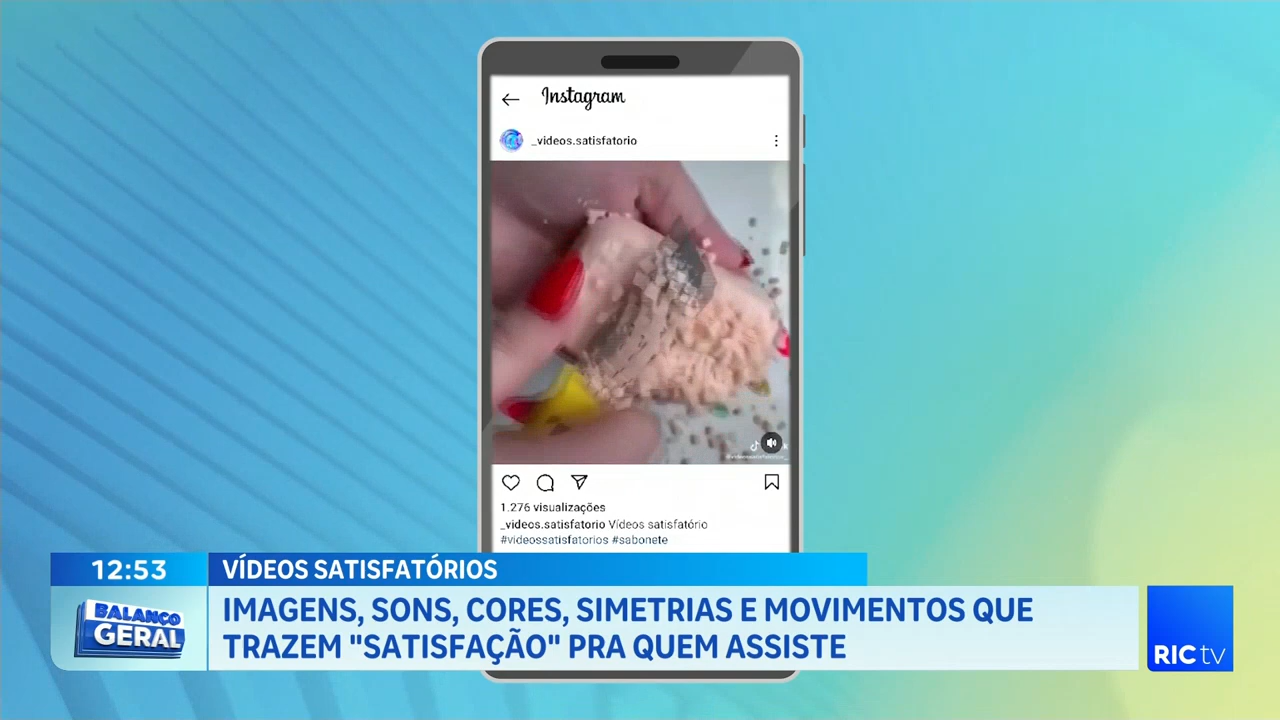 Instagram
_videos.satisfatorio
1.276 visualizações
_videos.satisfatorio Vídeos satisfatório
#videossatisfatorios #sabonete
12:53
VÍDEOS SATISFATÓRIOS
BALANÇO
GERAL
IMAGENS, SONS, CORES, SIMETRIAS E MOVIMENTOS QUE
TRAZEM "SATISFAÇÃO" PRA QUEM ASSISTE
RIC tv